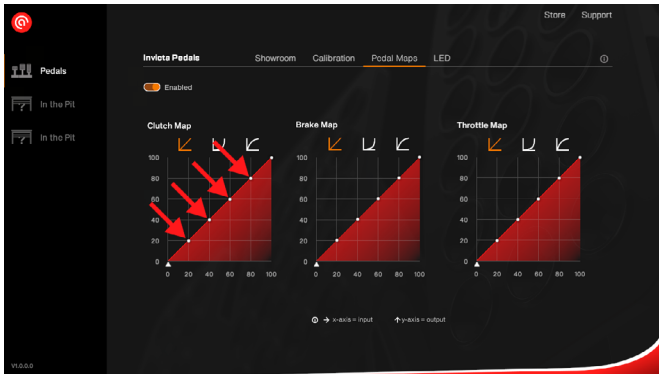 Store Support
Invicta Pedals Showroom Calibration Pedal Maps LED
Pedals
Enabled
In the Pit
In the Pit
Clutch Map Brake Map Throttle Map
100 100 100
80 80 80
60 60 60
40 40 40
20 20 20
0 0 0
0 20 40 60 80 100 0 20 40 60 80 100 0 20 40 60 80 100
→ x-axis = input ↑ y-axis = output
V1.0.0.0